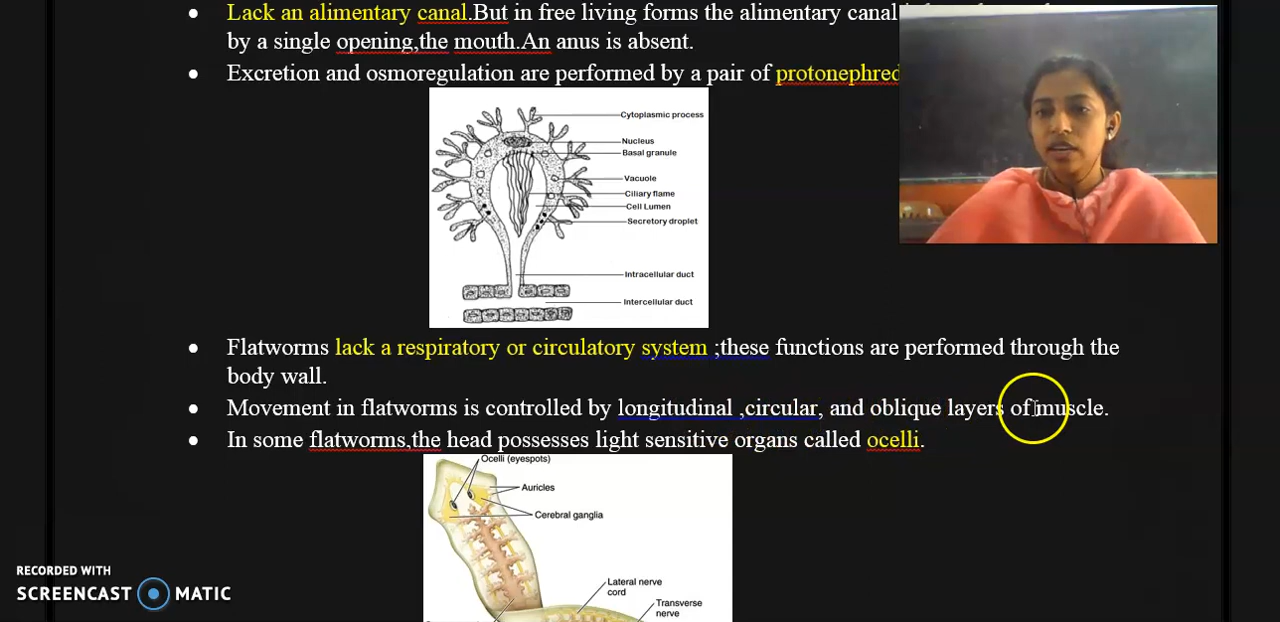 Lack an alimentary canal.But in free living forms the alimentary canal
by a single opening,the mouth.An anus is absent.
Excretion and osmoregulation are performed by a pair of protonephred
Cytoplasmic process
Nucleus
Basal granule
Vacuole
Ciliary flame
Cell Lumen
Secretory droplet
Intracellular duct
Intercellular duct
Flatworms lack a respiratory or circulatory system ;these functions are performed through the
body wall.
Movement in flatworms is controlled by longitudinal ,circular, and oblique layers of muscle.
In some flatworms,the head possesses light sensitive organs called ocelli.
Ocelli (eyespots)
Auricles
Cerebral ganglia
Lateral nerve
cord
Transverse
nerve
RECORDED WITH
SCREENCAST MATIC